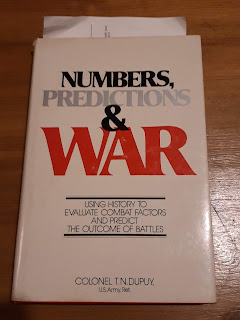 NUMBERS,
PREDICTIONS
&
WAR
USING HISTORY TO
EVALUATE COMBAT FACTORS
AND PREDICT
THE OUTCOME OF BATTLES
COLONEL T.N. DUPUY,
U.S. Army, Ret.